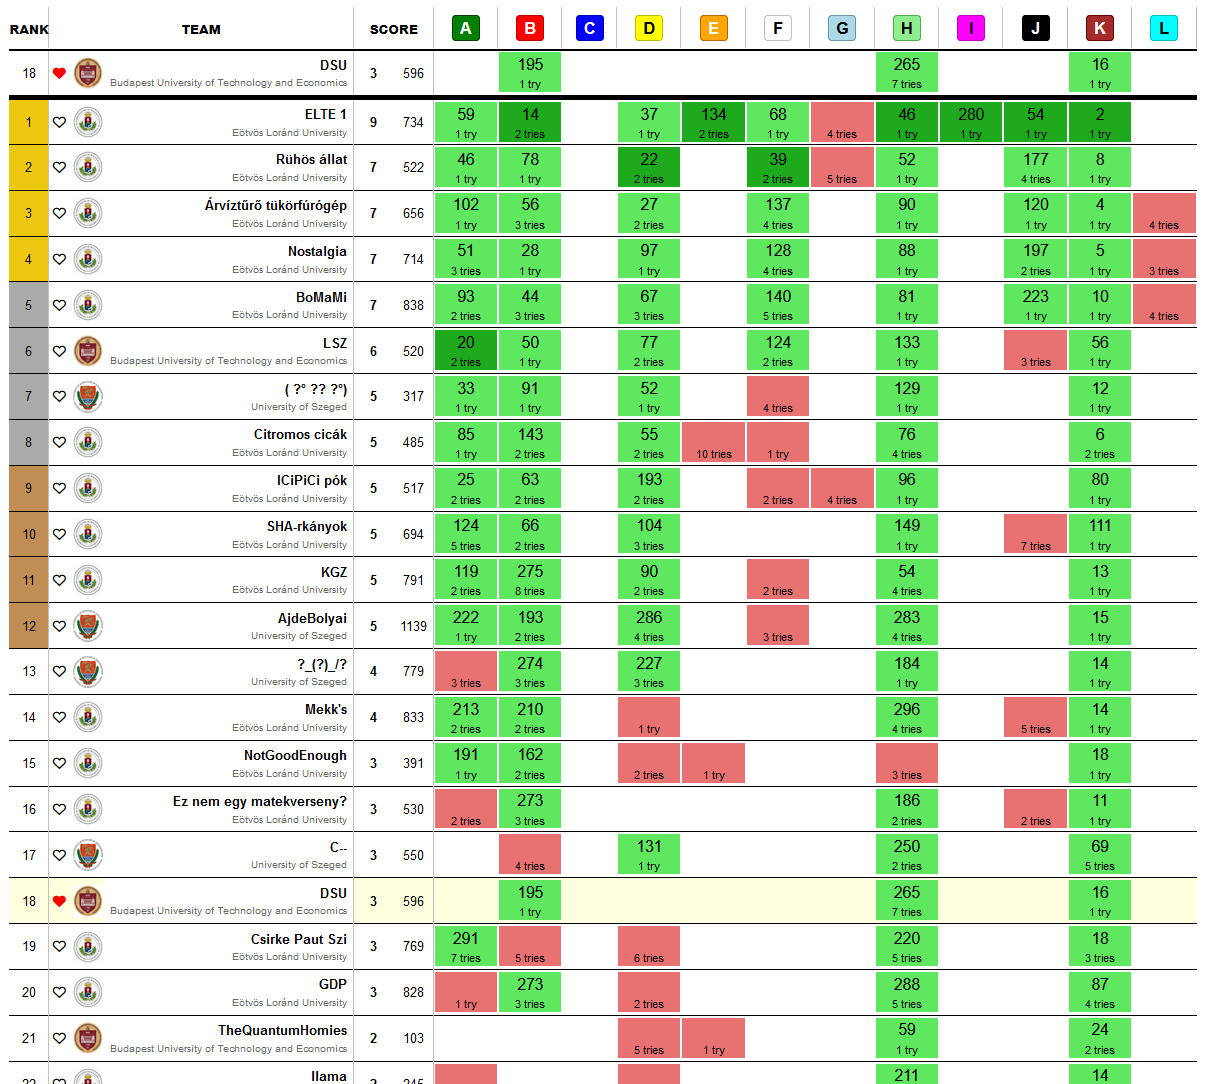 RANK TEAM SCORE A B C D E F G H I J K L
18 DSU 3 596 195 265 16
Budapest University of Technology and Economics 1 try 7 tries 1 try
1 ELTE 1 9 734 59 14 37 134 68 46 280 54 2
Eötvös Loránd University 1 try 2 tries 1 try 2 tries 1 try 4 tries 1 try 1 try 1 try 1 try
2 Rühös állat 7 522 46 78 22 39 52 177 8
Eötvös Loránd University 1 try 1 try 2 tries 2 tries 5 tries 1 try 4 tries 1 try
3 Árvíztűrő tükörfúrógép 7 656 102 56 27 137 90 120 4
Eötvös Loránd University 1 try 3 tries 2 tries 4 tries 1 try 1 try 1 try 4 tries
4 Nostalgia 7 714 51 28 97 128 88 197 5
Eötvös Loránd University 3 tries 1 try 1 try 4 tries 1 try 2 tries 1 try 3 tries
5 BoMaMi 7 838 93 44 67 140 81 223 10
Eötvös Loránd University 2 tries 3 tries 3 tries 5 tries 1 try 1 try 1 try 4 tries
6 LSZ 6 520 20 50 77 124 133 56
Budapest University of Technology and Economics 2 tries 1 try 2 tries 2 tries 1 try 3 tries 1 try
7 ( ?° ?? ?°) 5 317 33 91 52 129 12
University of Szeged 1 try 1 try 1 try 4 tries 1 try 1 try
8 Citromos cicák 5 485 85 143 55 76 6
Eötvös Loránd University 1 try 2 tries 2 tries 10 tries 1 try 4 tries 2 tries
9 ICiPiCi pók 5 517 25 63 193 96 80
Eötvös Loránd University 2 tries 2 tries 2 tries 2 tries 4 tries 1 try 1 try
10 SHA-rkányok 5 694 124 66 104 149 111
Eötvös Loránd University 5 tries 2 tries 3 tries 1 try 7 tries 1 try
11 KGZ 5 791 119 275 90 54 13
Eötvös Loránd University 2 tries 8 tries 2 tries 2 tries 4 tries 1 try
12 AjdeBolyai 5 1139 222 193 286 283 15
University of Szeged 1 try 2 tries 4 tries 3 tries 4 tries 1 try
13 ?_(?)_/? 4 779 274 227 184 14
University of Szeged 3 tries 3 tries 3 tries 1 try 1 try
14 Mekk's 4 833 213 210 296 14
Eötvös Loránd University 2 tries 2 tries 1 try 4 tries 5 tries 1 try
15 NotGoodEnough 3 391 191 162 18
Eötvös Loránd University 1 try 2 tries 2 tries 1 try 3 tries 1 try
16 Ez nem egy matekverseny? 3 530 273 186 11
Eötvös Loránd University 2 tries 3 tries 2 tries 2 tries 1 try
17 C-- 3 550 131 250 69
University of Szeged 4 tries 1 try 2 tries 5 tries
18 DSU 3 596 195 265 16
Budapest University of Technology and Economics 1 try 7 tries 1 try
19 Csirke Paut Szi 3 769 291 220 18
Eötvös Loránd University 7 tries 5 tries 6 tries 5 tries 3 tries
20 GDP 3 828 273 288 87
Eötvös Loránd University 1 try 3 tries 2 tries 5 tries 4 tries
21 TheQuantumHomies 2 103 59 24
Budapest University of Technology and Economics 5 tries 1 try 1 try 2 tries
22 llama 2 245 211 14